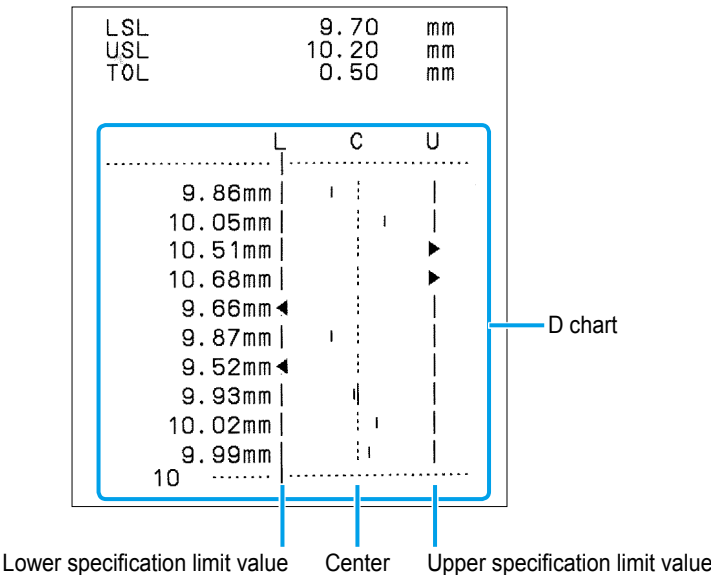 LSL 9.70 mm
USL 10.20 mm
TOL 0.50 mm
L C U
9.86mm
10.05mm
10.51mm
10.68mm
9.66mm
9.87mm
9.52mm
9.93mm
10.02mm
9.99mm
10
D chart
Lower specification limit value Center Upper specification limit value